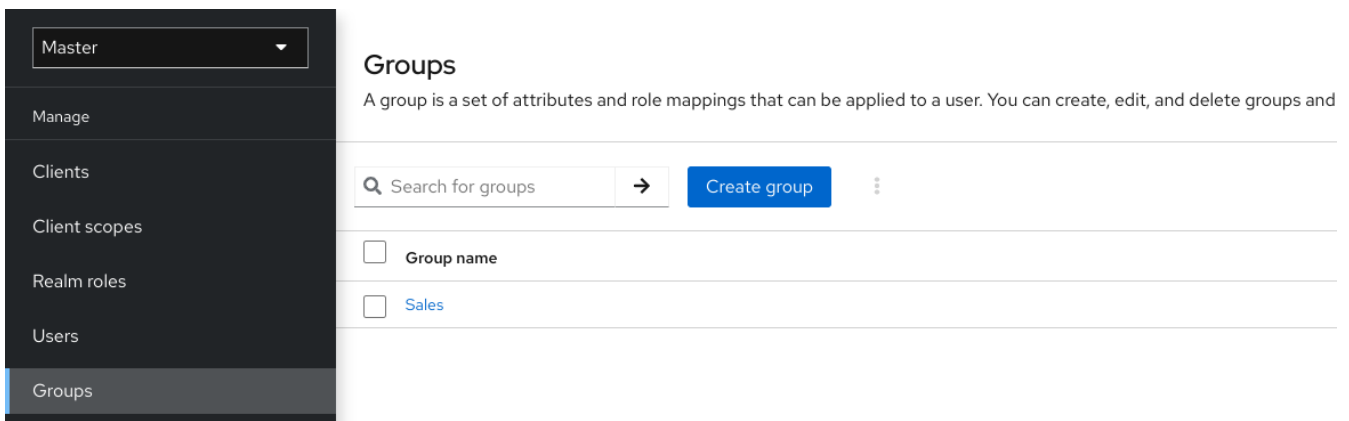 Master
Manage
Clients
Client scopes
Realm roles
Users
Groups
Groups
A group is a set of attributes and role mappings that can be applied to a user. You can create, edit, and delete groups and
Search for groups
Create group
Group name
Sales